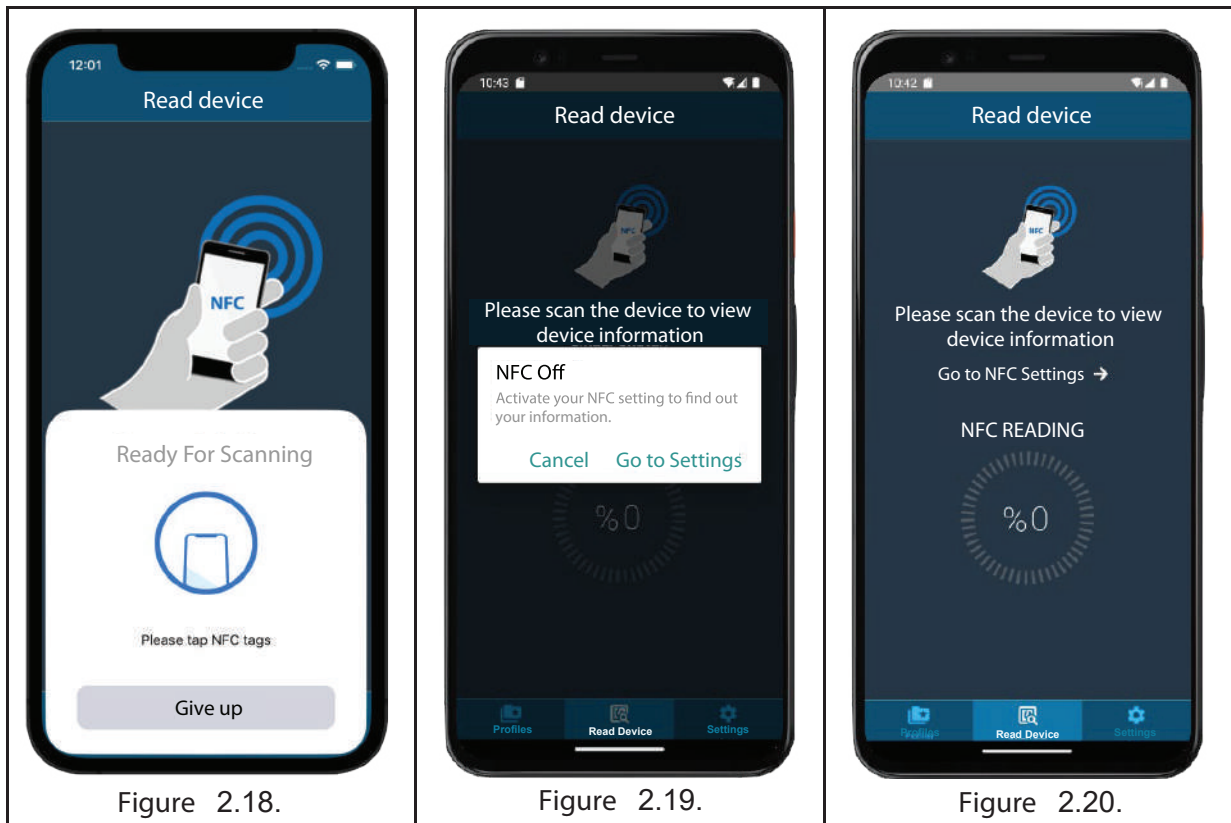 12:01
Read device
NFC
Ready For Scanning
Please tap NFC tags
Give up
Figure 2.18.
10:43
Read device
NFC
Please scan the device to view
device information
NFC Off
Activate your NFC setting to find out
your information.
Cancel Go to Settings
%0
Profiles Read Device Settings
Figure 2.19.
10:42
Read device
NFC
Please scan the device to view
device information
Go to NFC Settings →
NFC READING
%0
Profiles Read Device Settings
Figure 2.20.